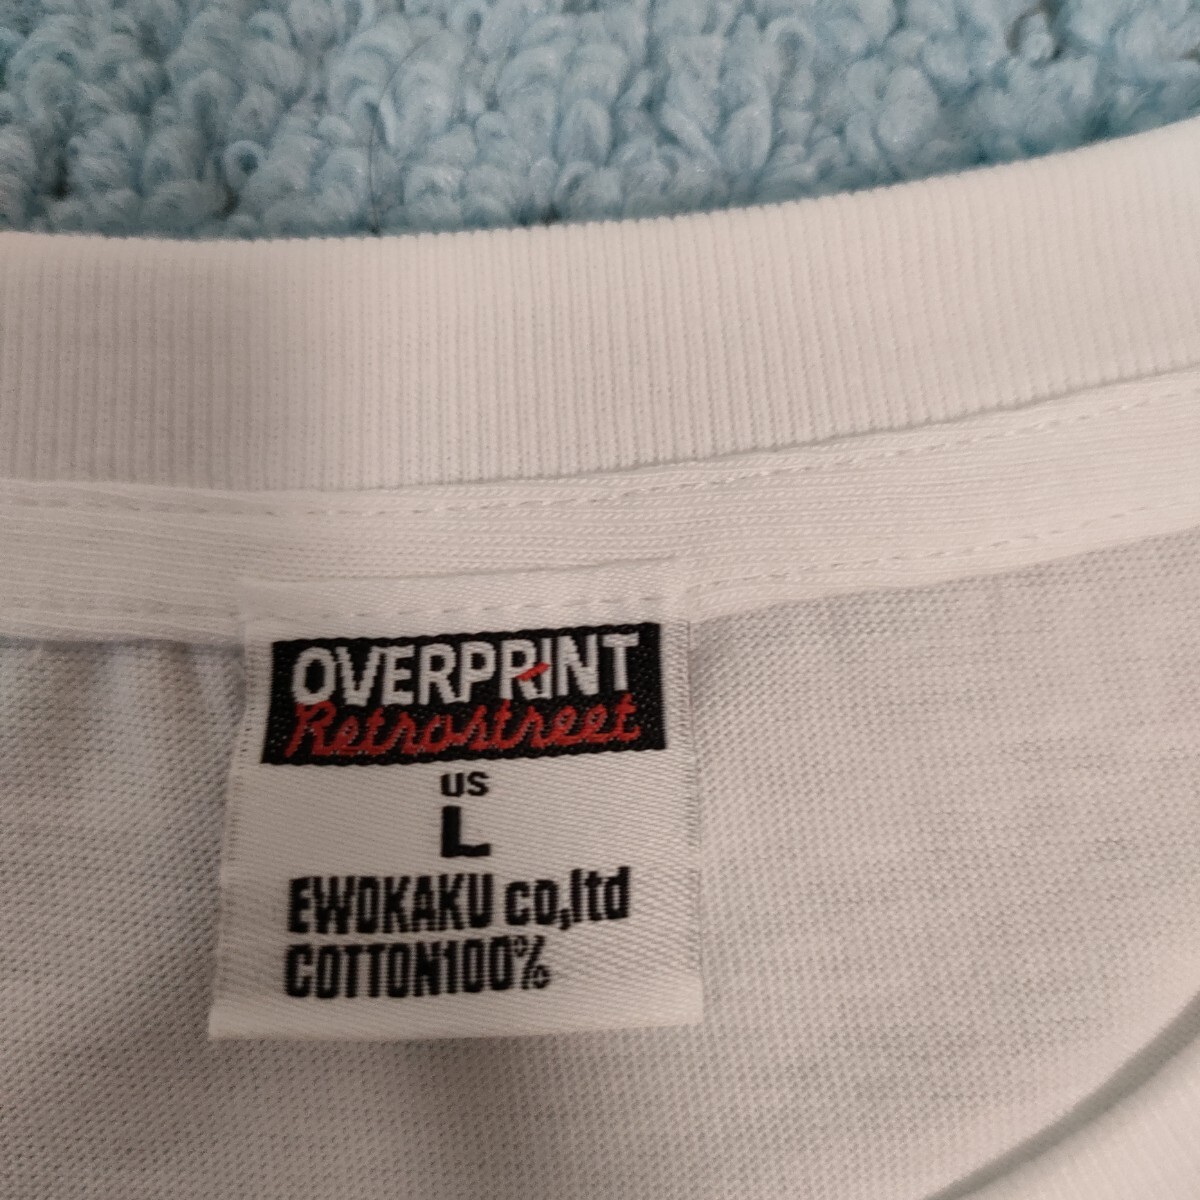 OVERPRINT
Retrostreet
US
L
EWOKAKU co,ltd
COTTON100%